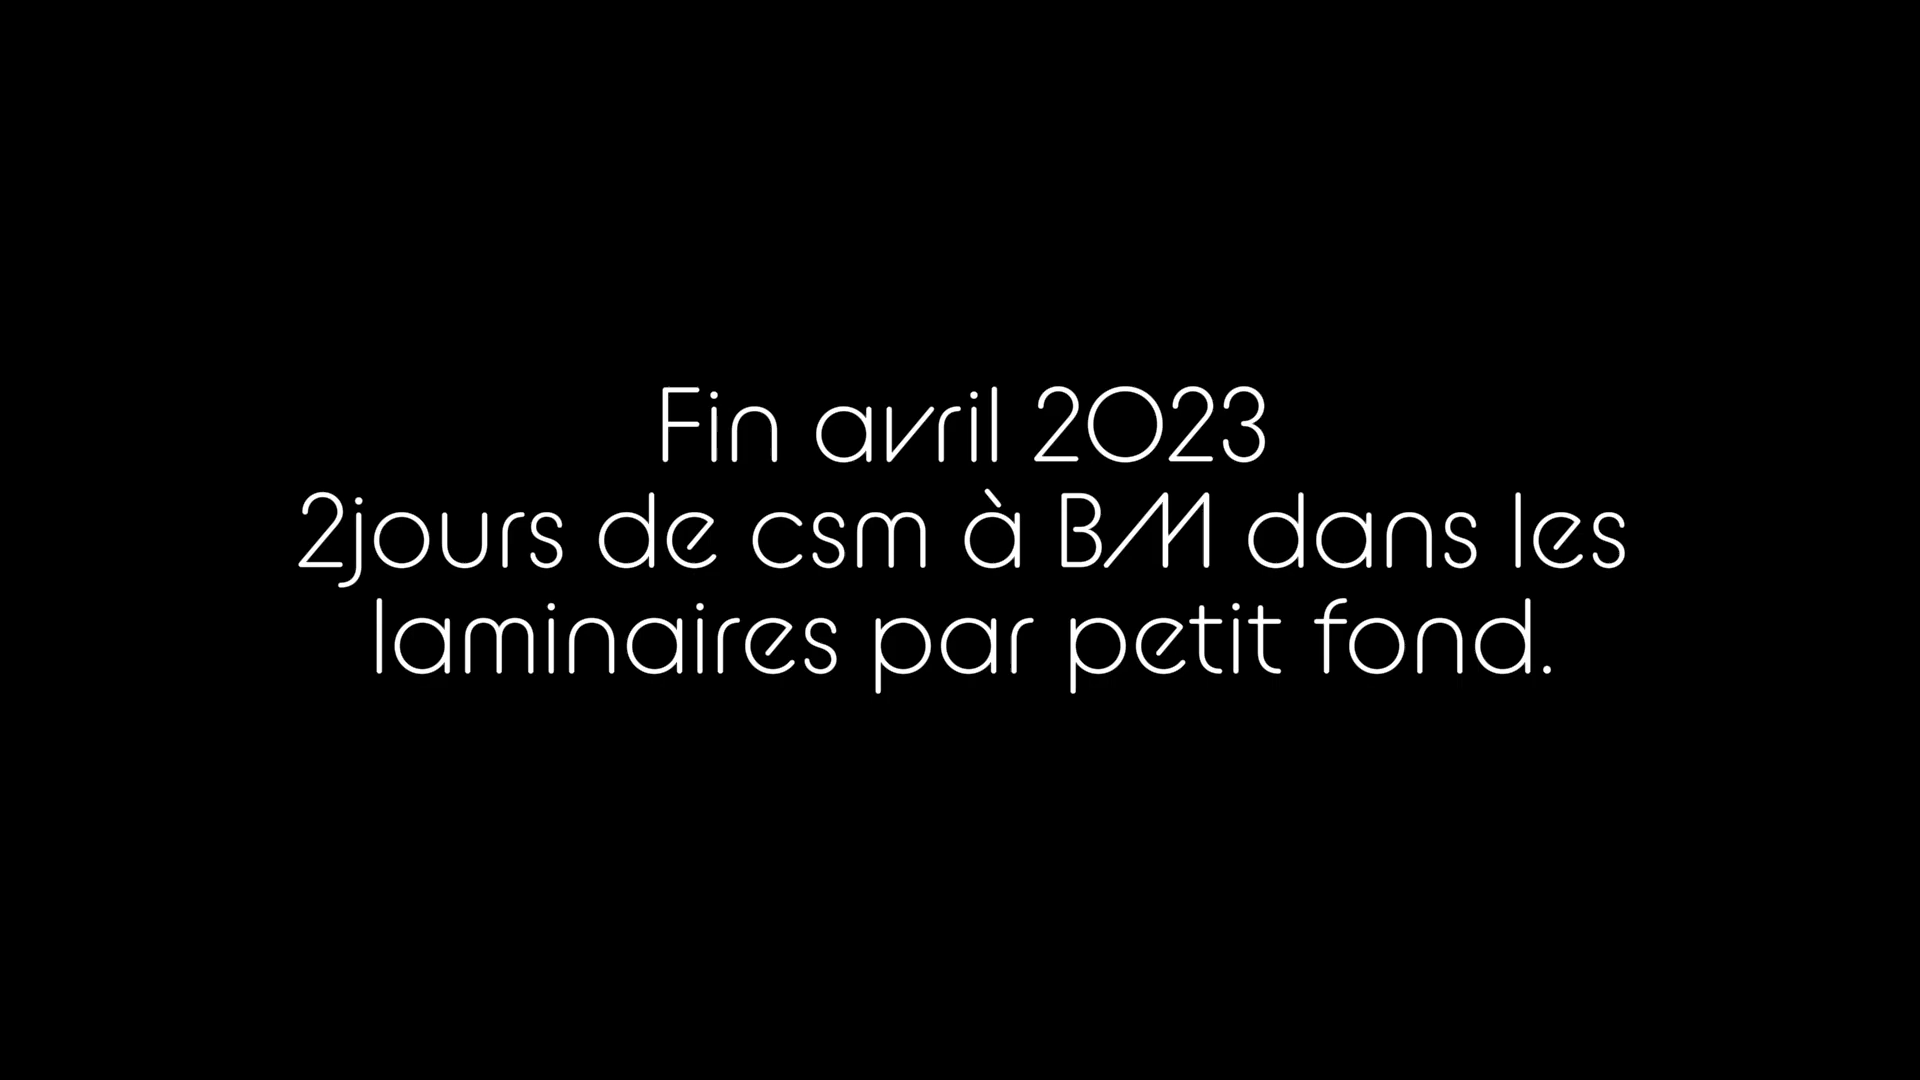 Fin avril 2023
2jours de csm à BM dans les
laminaires par petit fond.